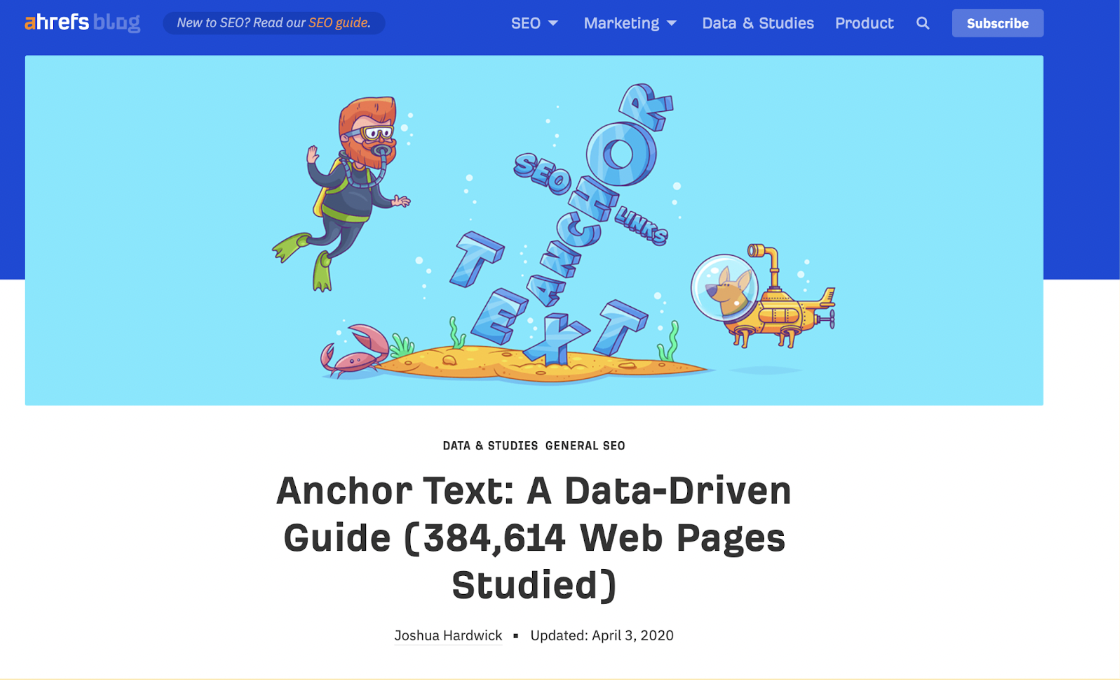 ahrefs blog
New to SEO? Read our SEO guide.
SEO Marketing Data & Studies Product Subscribe
SEO
ANCHOR
LINKS
TEXT
DATA & STUDIES GENERAL SEO
Anchor Text: A Data-Driven
Guide (384,614 Web Pages
Studied)
Joshua Hardwick ▪ Updated: April 3, 2020